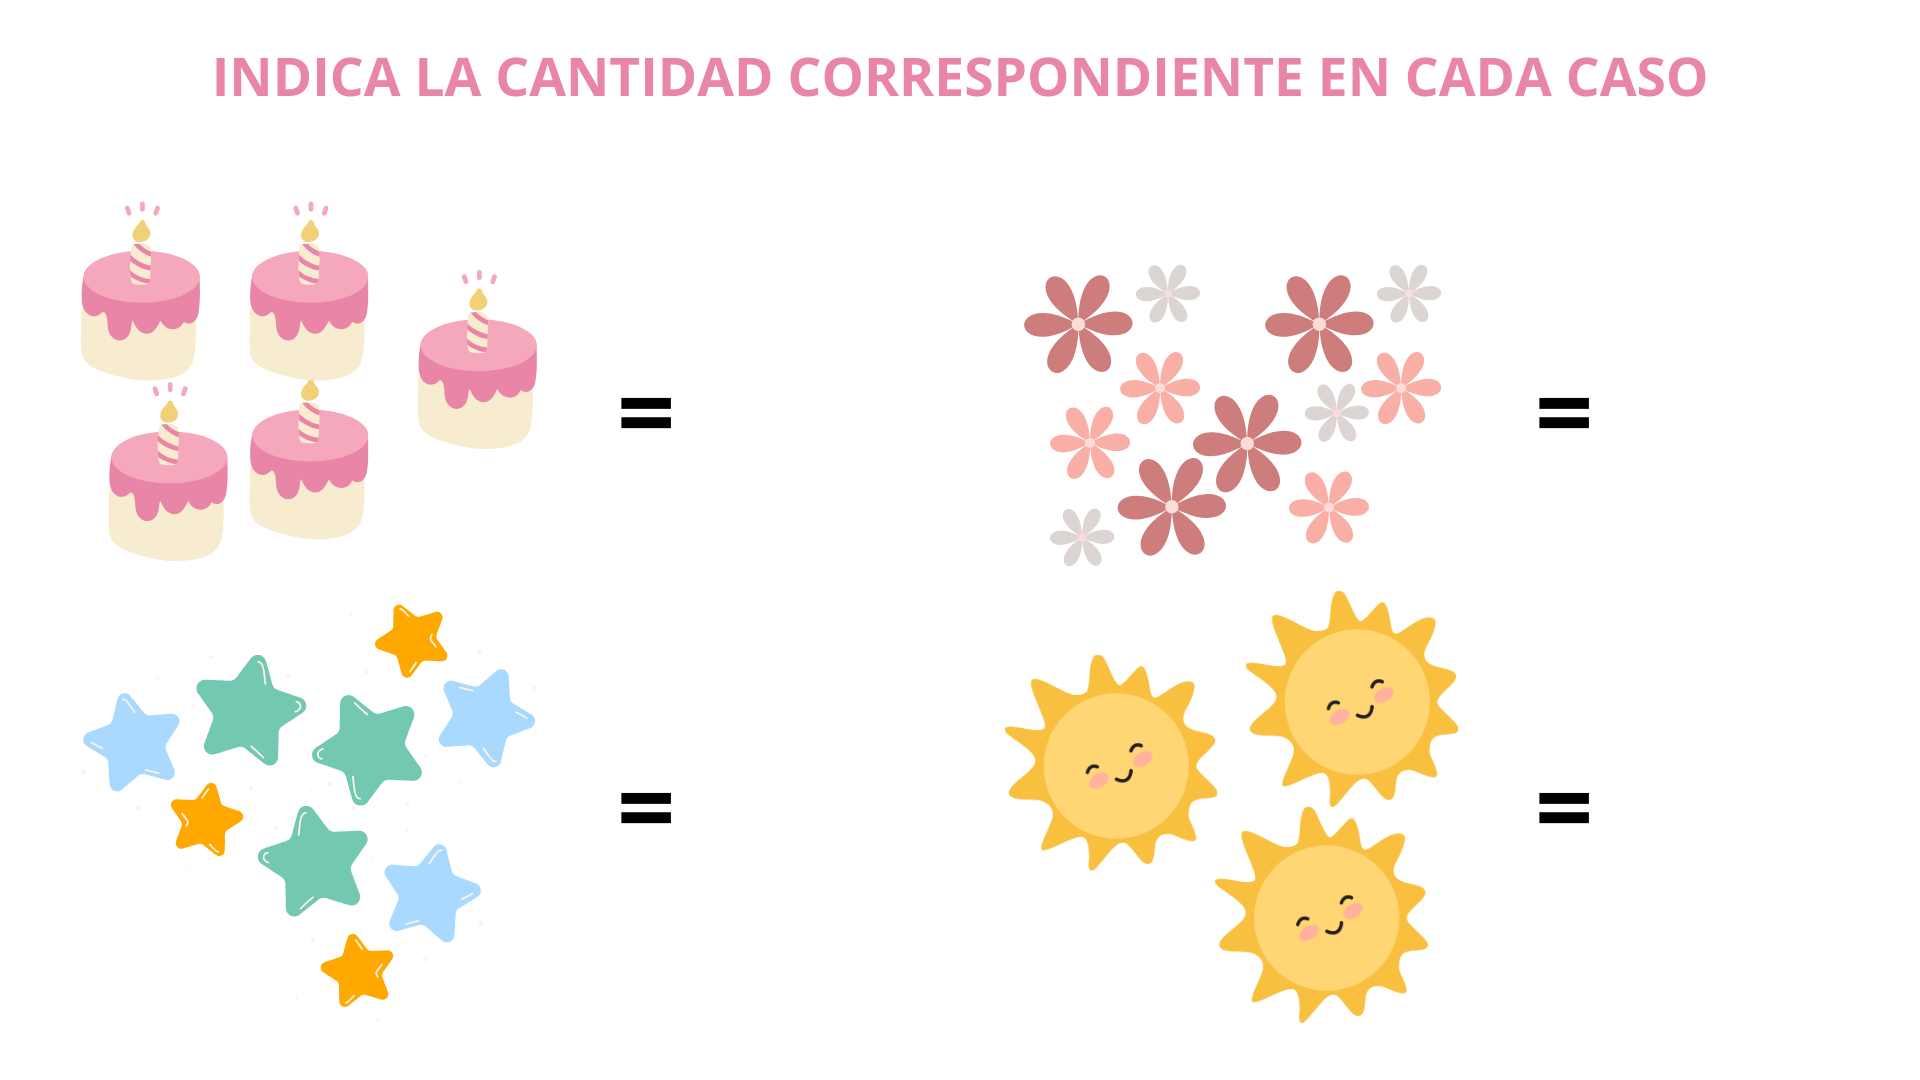 INDICA LA CANTIDAD CORRESPONDIENTE EN CADA CASO
= =
= =